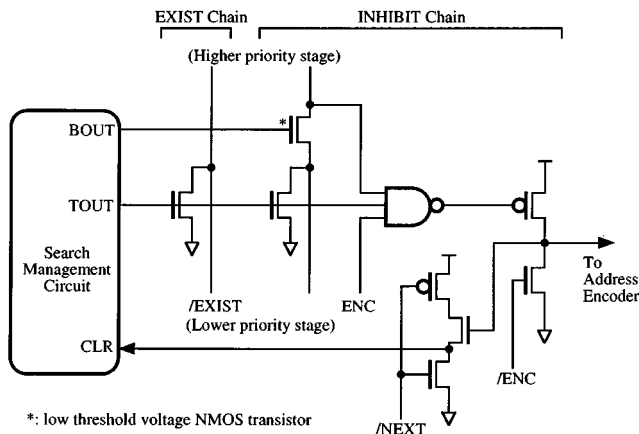 EXIST Chain
INHIBIT Chain
(Higher priority stage)
BOUT
*
TOUT
Search
Management
Circuit
/EXIST
ENC
(Lower priority stage)
To
Address
Encoder
CLR
/ENC
/NEXT
*: low threshold voltage NMOS transistor